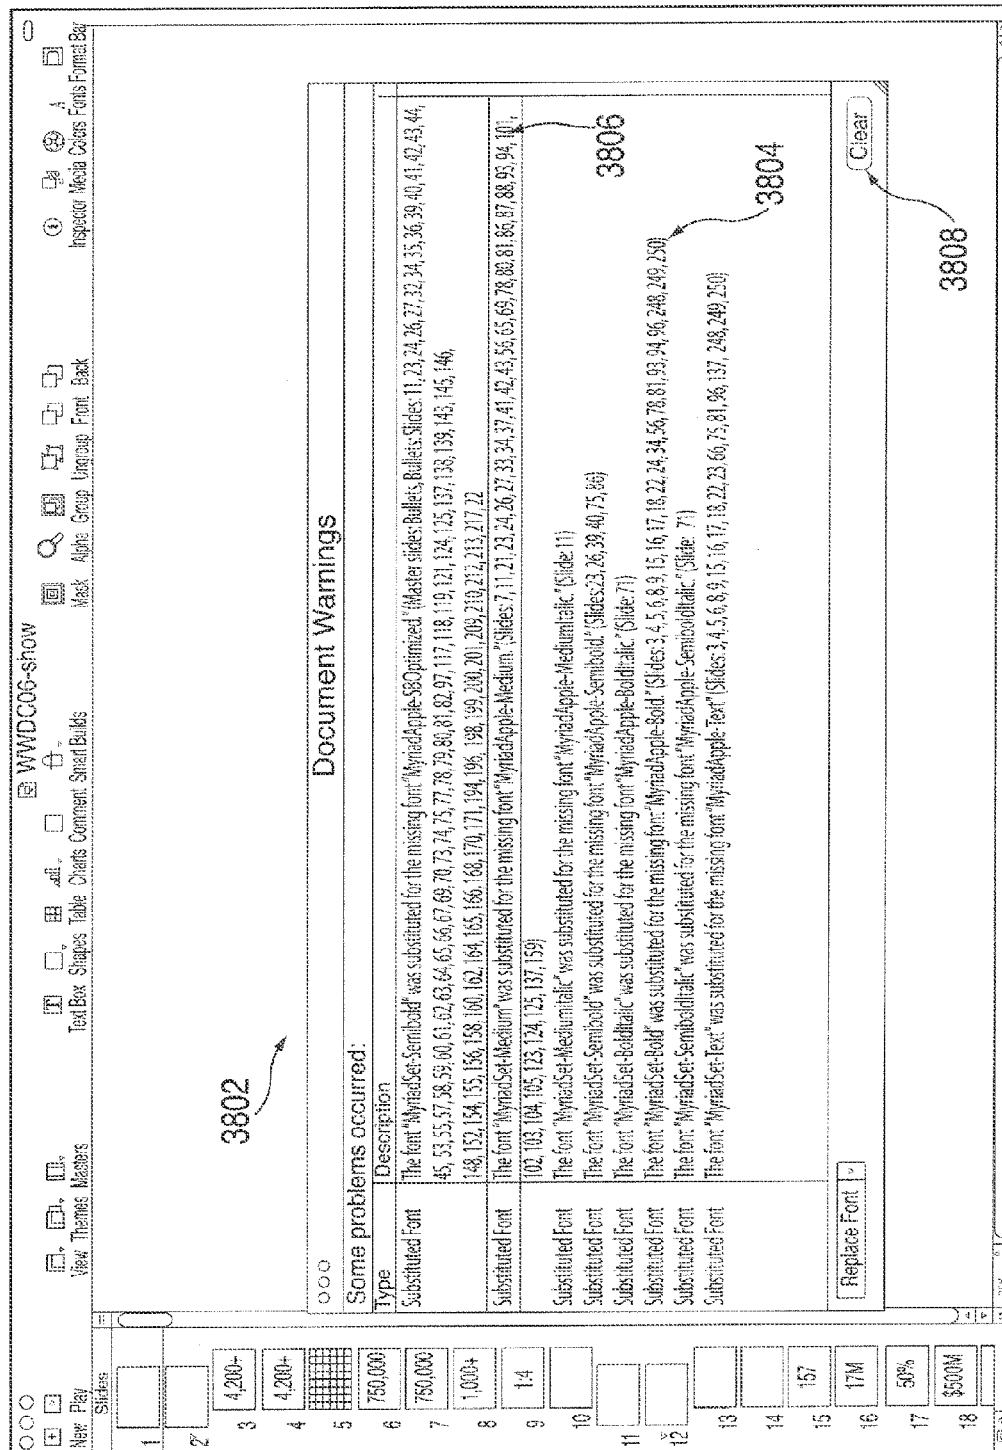 WWDC06-show
New Play View Themes Masters Text Box Shapes Table Charts Comment Smart Builds Mask Alpha Group Ungroup Front Back Inspector Media Colors Fonts Format Bar
Slides
1
2
3 4,200+
4 4,200+
5
6 750,000
7 750,000
8 1,000+
9 1:4
10
11
12
13
14
15 157
16 17M
17 50%
18 $500M
3802
Document Warnings
Some problems occurred:
Type Description
Substituted Font The font "MyriadSet-Semibold" was substituted for the missing font "MyriadApple-SBOptimized." (Master slides: Bullets, Bullets: Slides: 11, 23, 24, 26, 27, 32, 34, 35, 36, 39, 40, 41, 42, 43, 44,
45, 53, 55, 57, 58, 59, 60, 61, 62, 63, 64, 65, 66, 67, 69, 70, 73, 74, 75, 77, 78, 79, 80, 81, 82, 97, 117, 118, 119, 121, 124, 125, 137, 138, 139, 143, 145, 146,
148, 152, 154, 155, 156, 158, 160, 162, 164, 165, 166, 168, 170, 171, 194, 196, 198, 199, 200, 201, 209, 210, 212, 213, 217, 22
Substituted Font The font "MyriadSet-Medium" was substituted for the missing font "MyriadApple-Medium." (Slides: 7, 11, 21, 23, 24, 26, 27, 33, 34, 37, 41, 42, 43, 56, 65, 69, 78, 80, 81, 86, 87, 88, 93, 94, 101,
102, 103, 104, 105, 123, 124, 125, 137, 159)
Substituted Font The font "MyriadSet-MediumItalic" was substituted for the missing font "MyriadApple-MediumItalic." (Slide: 11)
Substituted Font The font "MyriadSet-Semibold" was substituted for the missing font "MyriadApple-Semibold." (Slides: 23, 26, 39, 40, 75, 86)
Substituted Font The font "MyriadSet-BoldItalic" was substituted for the missing font "MyriadApple-BoldItalic." (Slide: 71)
Substituted Font The font "MyriadSet-Bold" was substituted for the missing font "MyriadApple-Bold." (Slides: 3, 4, 5, 6, 8, 9, 15, 16, 17, 18, 22, 24, 34, 56, 78, 81, 93, 94, 96, 248, 249, 250)
Substituted Font The font "MyriadSet-SemiboldItalic" was substituted for the missing font "MyriadApple-SemiboldItalic." (Slide: 71)
Substituted Font The font "MyriadSet-Text" was substituted for the missing font "MyriadApple-Text" (Slides: 3, 4, 5, 6, 8, 9, 15, 16, 17, 18, 22, 23, 66, 75, 81, 96, 137, 248, 249, 250)
3806
3804
Replace Font
Clear
3808